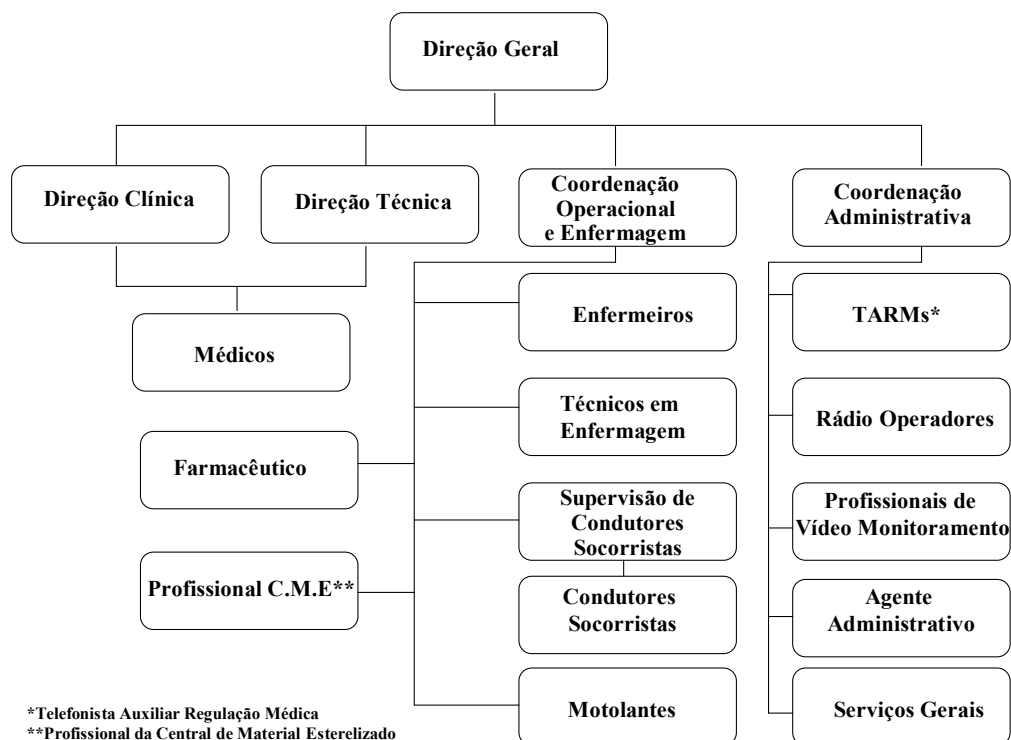 Direção Geral
Direção Clínica
Direção Técnica
Coordenação
Operacional
e Enfermagem
Coordenação
Administrativa
Médicos
Enfermeiros
TARMs*
Técnicos em
Enfermagem
Rádio Operadores
Farmacêutico
Supervisão de
Condutores
Socorristas
Profissionais de
Vídeo Monitoramento
Profissional C.M.E**
Condutores
Socorristas
Agente
Administrativo
Motolantes
Serviços Gerais
*Telefonista Auxiliar Regulação Médica
**Profissional da Central de Material Esterelizado